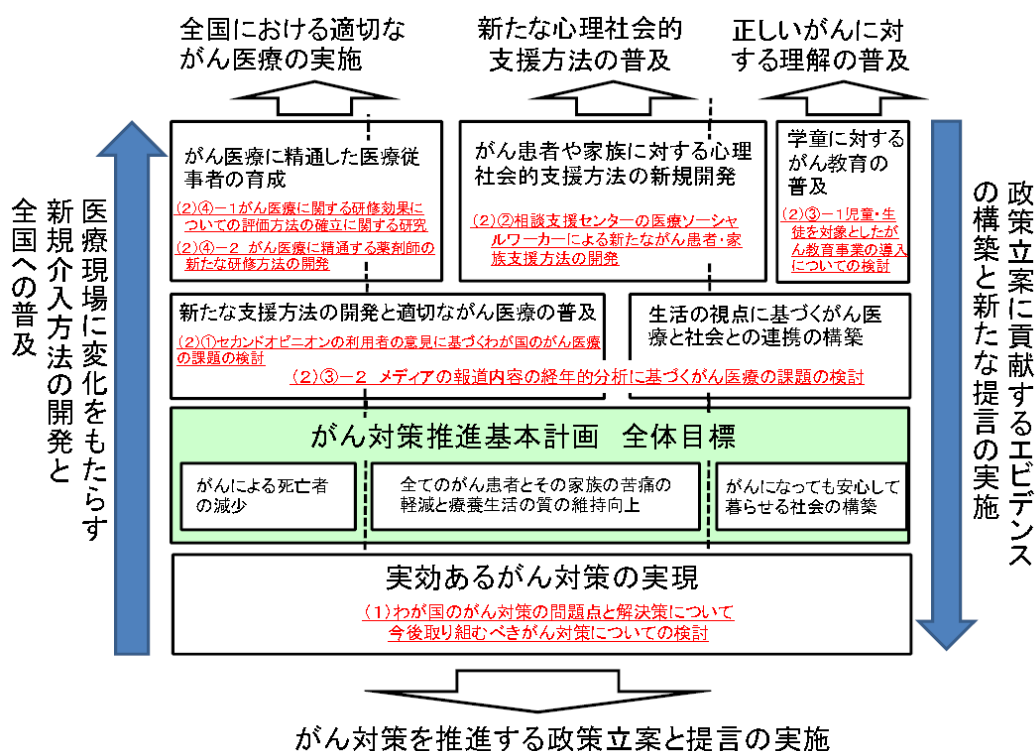 全国における適切な
がん医療の実施
新たな心理社会的
支援方法の普及
正しいがんに対
する理解の普及
医療現場に変化をもたらす
新規介入方法の開発と
全国への普及
がん医療に精通した医療従
事者の育成
(2)④－1がん医療に関する研修効果に
ついての評価方法の確立に関する研究
(2)④－2 がん医療に精通する薬剤師の
新たな研修方法の開発
がん患者や家族に対する心理
社会的支援方法の新規開発
(2)②相談支援センターの医療ソーシャ
ルワーカーによる新たながん患者・家
族支援方法の開発
学童に対する
がん教育の
普及
(2)③－1児童・生
徒を対象としたが
ん教育事業の導入
についての検討
新たな支援方法の開発と適切ながん医療の普及
(2)①セカンドオピニオンの利用者の意見に基づくわが国のがん医療
の課題の検討
生活の視点に基づくがん医
療と社会との連携の構築
(2)③－2 メディアの報道内容の経年的分析に基づくがん医療の課題の検討
がん対策推進基本計画 全体目標
がんによる死亡者
の減少
全てのがん患者とその家族の苦痛の
軽減と療養生活の質の維持向上
がんになっても安心して
暮らせる社会の構築
実効あるがん対策の実現
(1)わが国のがん対策の問題点と解決策について
今後取り組むべきがん対策についての検討
政策立案に貢献するエビデンス
の構築と新たな提言の実施
がん対策を推進する政策立案と提言の実施